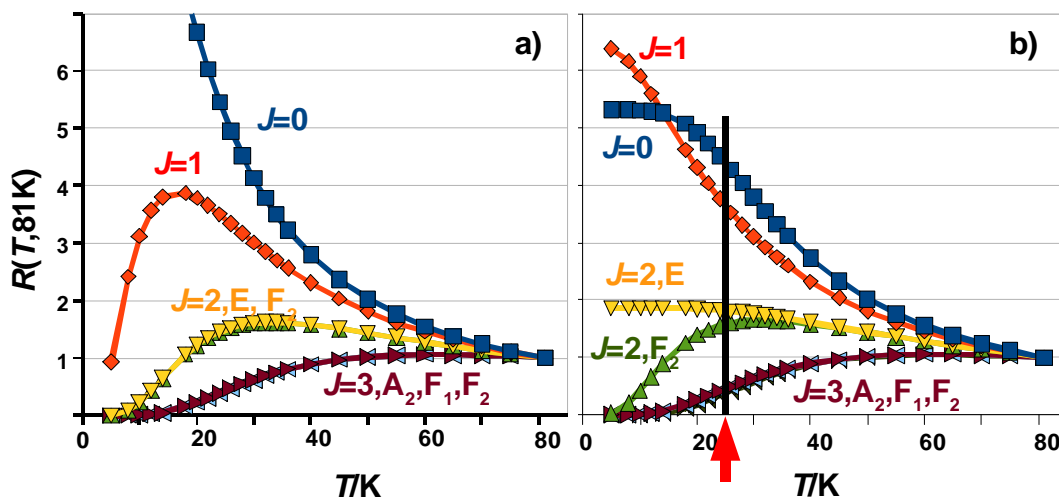 a)
b)
R(T,81K)
6
5
4
3
2
1
J=0
J=1
J=2,E, F₂
J=3,A₂,F₁,F₂
0
20
40
60
80
T/K
J=1
J=0
J=2,E
J=2,F₂
J=3,A₂,F₁,F₂
0
20
40
60
80
T/K